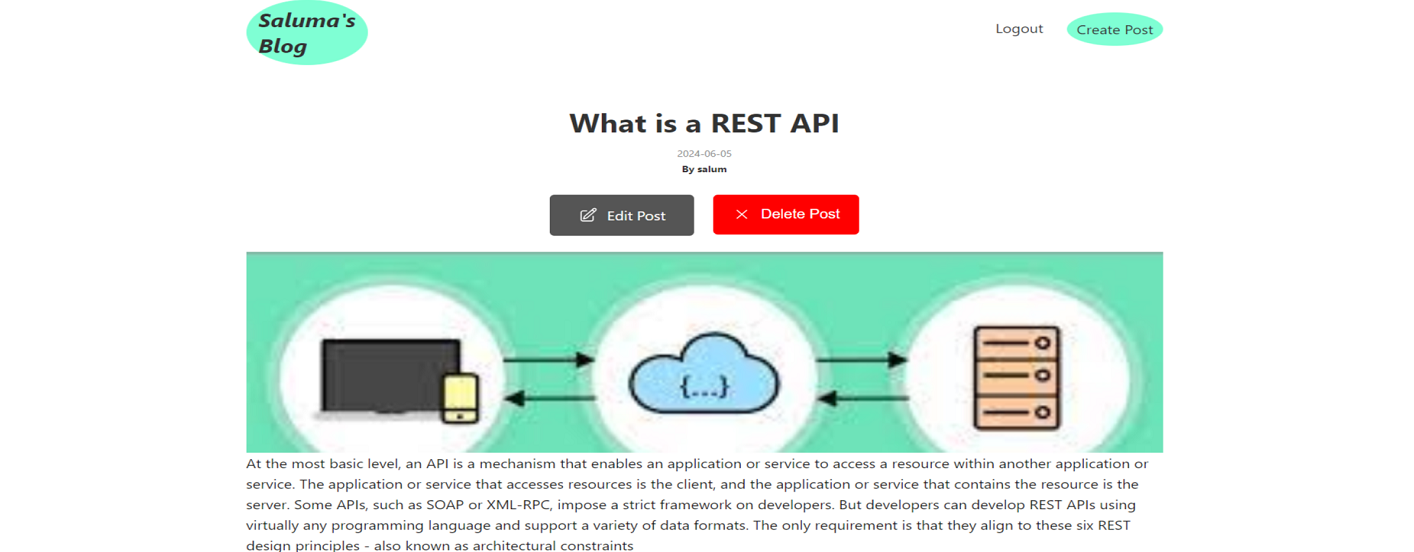 Saluma's
Blog
Logout
Create Post
What is a REST API
2024-06-05
By salum
Edit Post
Delete Post
{...}
At the most basic level, an API is a mechanism that enables an application or service to access a resource within another application or
service. The application or service that accesses resources is the client, and the application or service that contains the resource is the
server. Some APIs, such as SOAP or XML-RPC, impose a strict framework on developers. But developers can develop REST APIs using
virtually any programming language and support a variety of data formats. The only requirement is that they align to these six REST
design principles - also known as architectural constraints